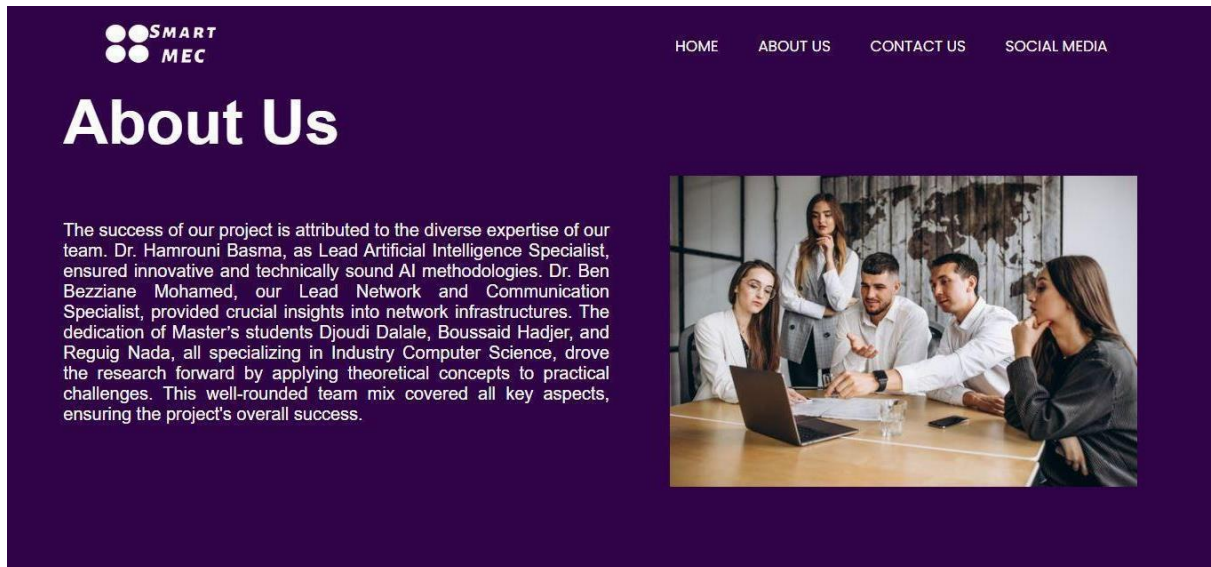 SMART
MEC
HOME
ABOUT US
CONTACT US
SOCIAL MEDIA
About Us
The success of our project is attributed to the diverse expertise of our
team. Dr. Hamrouni Basma, as Lead Artificial Intelligence Specialist,
ensured innovative and technically sound AI methodologies. Dr. Ben
Bezziane Mohamed, our Lead Network and Communication
Specialist, provided crucial insights into network infrastructures. The
dedication of Master's students Djoudi Dalale, Boussaid Hadjer, and
Reguig Nada, all specializing in Industry Computer Science, drove
the research forward by applying theoretical concepts to practical
challenges. This well-rounded team mix covered all key aspects,
ensuring the project's overall success.